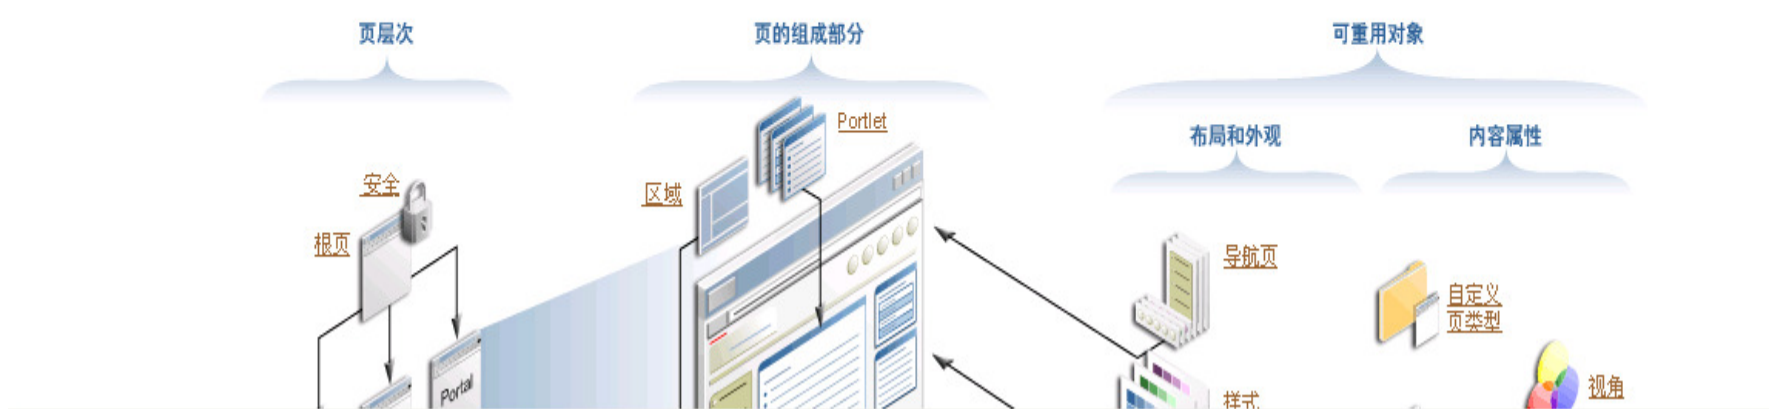 页层次
页的组成部分
可重用对象
布局和外观
内容属性
Portlet
安全
区域
根页
导航页
自定义
页类型
Portal
视角
样式